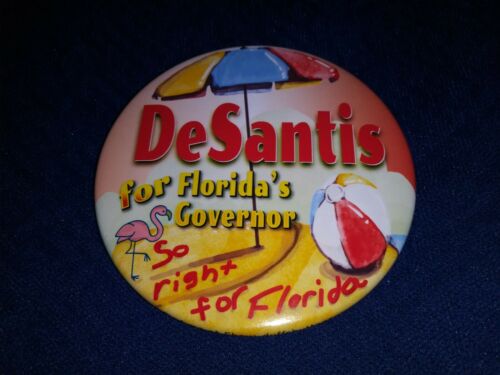 DeSantis
for Florida's
Governor
So
right
for Florida